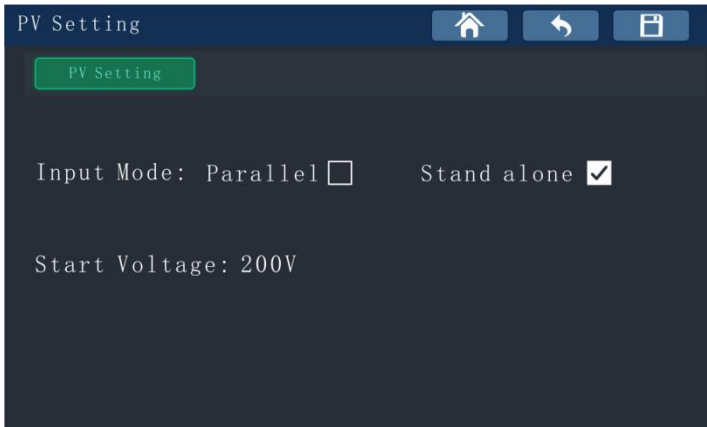 PV Setting
PV Setting
Input Mode: Parallel Stand alone
Start Voltage: 200V